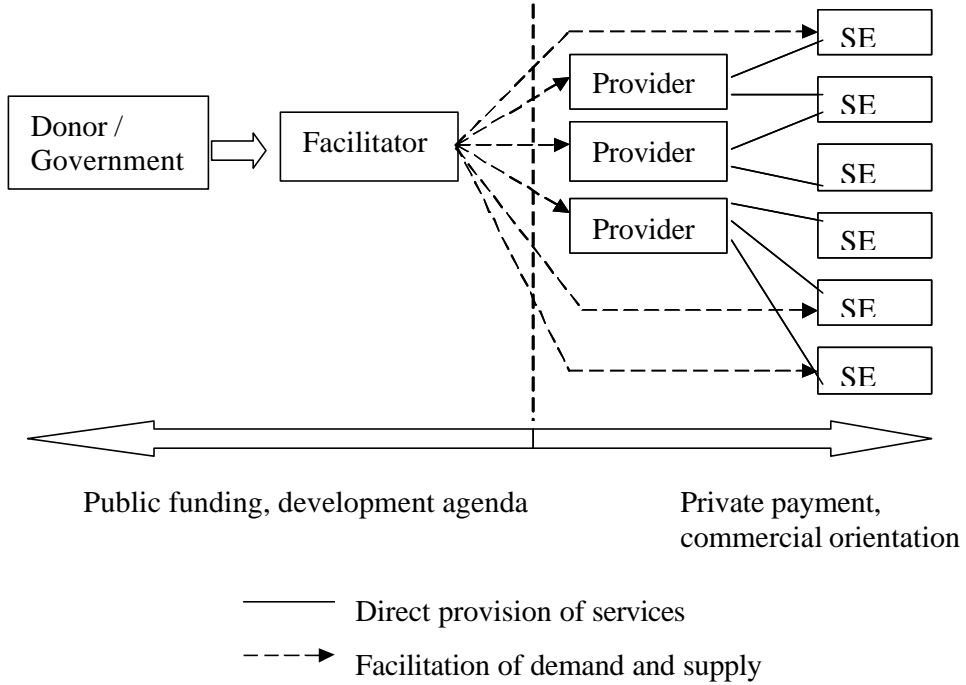 SE
Provider
SE
Donor /
Government
Facilitator
Provider
SE
Provider
SE
SE
SE
Public funding, development agenda
Private payment,
commercial orientation
Direct provision of services
Facilitation of demand and supply